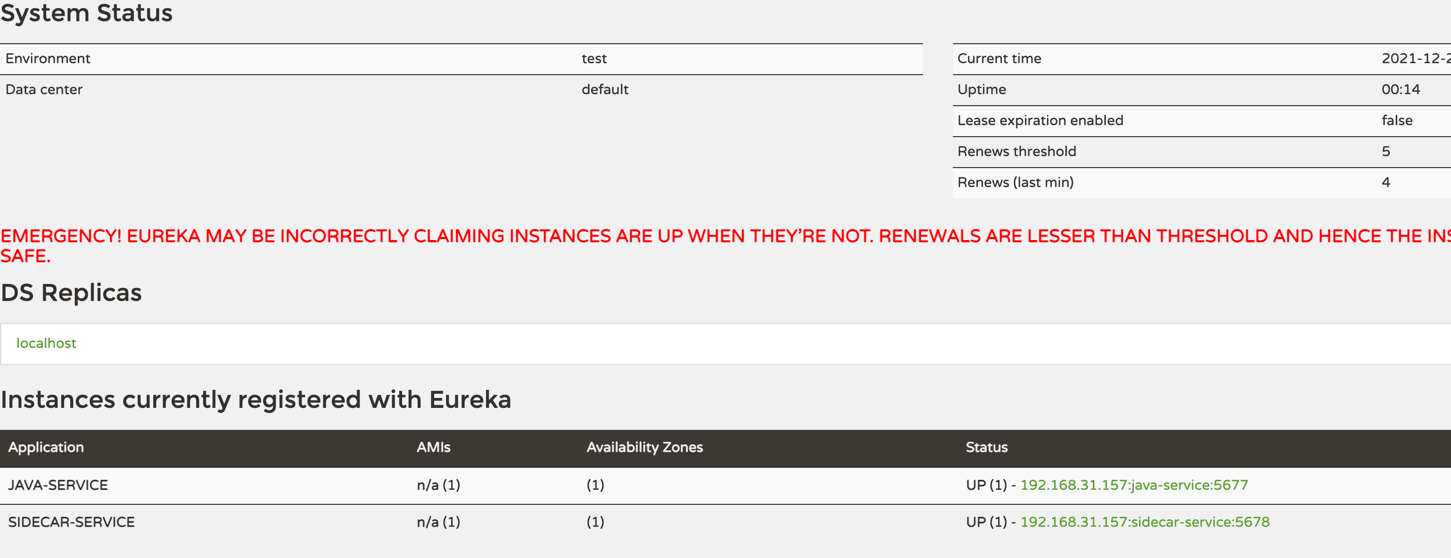 System Status
Environment test Current time 2021-12-2
Data center default Uptime 00:14
Lease expiration enabled false
Renews threshold 5
Renews (last min) 4
EMERGENCY! EUREKA MAY BE INCORRECTLY CLAIMING INSTANCES ARE UP WHEN THEY'RE NOT. RENEWALS ARE LESSER THAN THRESHOLD AND HENCE THE INS
SAFE.
DS Replicas
localhost
Instances currently registered with Eureka
Application AMIs Availability Zones Status
JAVA-SERVICE n/a (1) (1) UP (1) - 192.168.31.157:java-service:5677
SIDECAR-SERVICE n/a (1) (1) UP (1) - 192.168.31.157:sidecar-service:5678